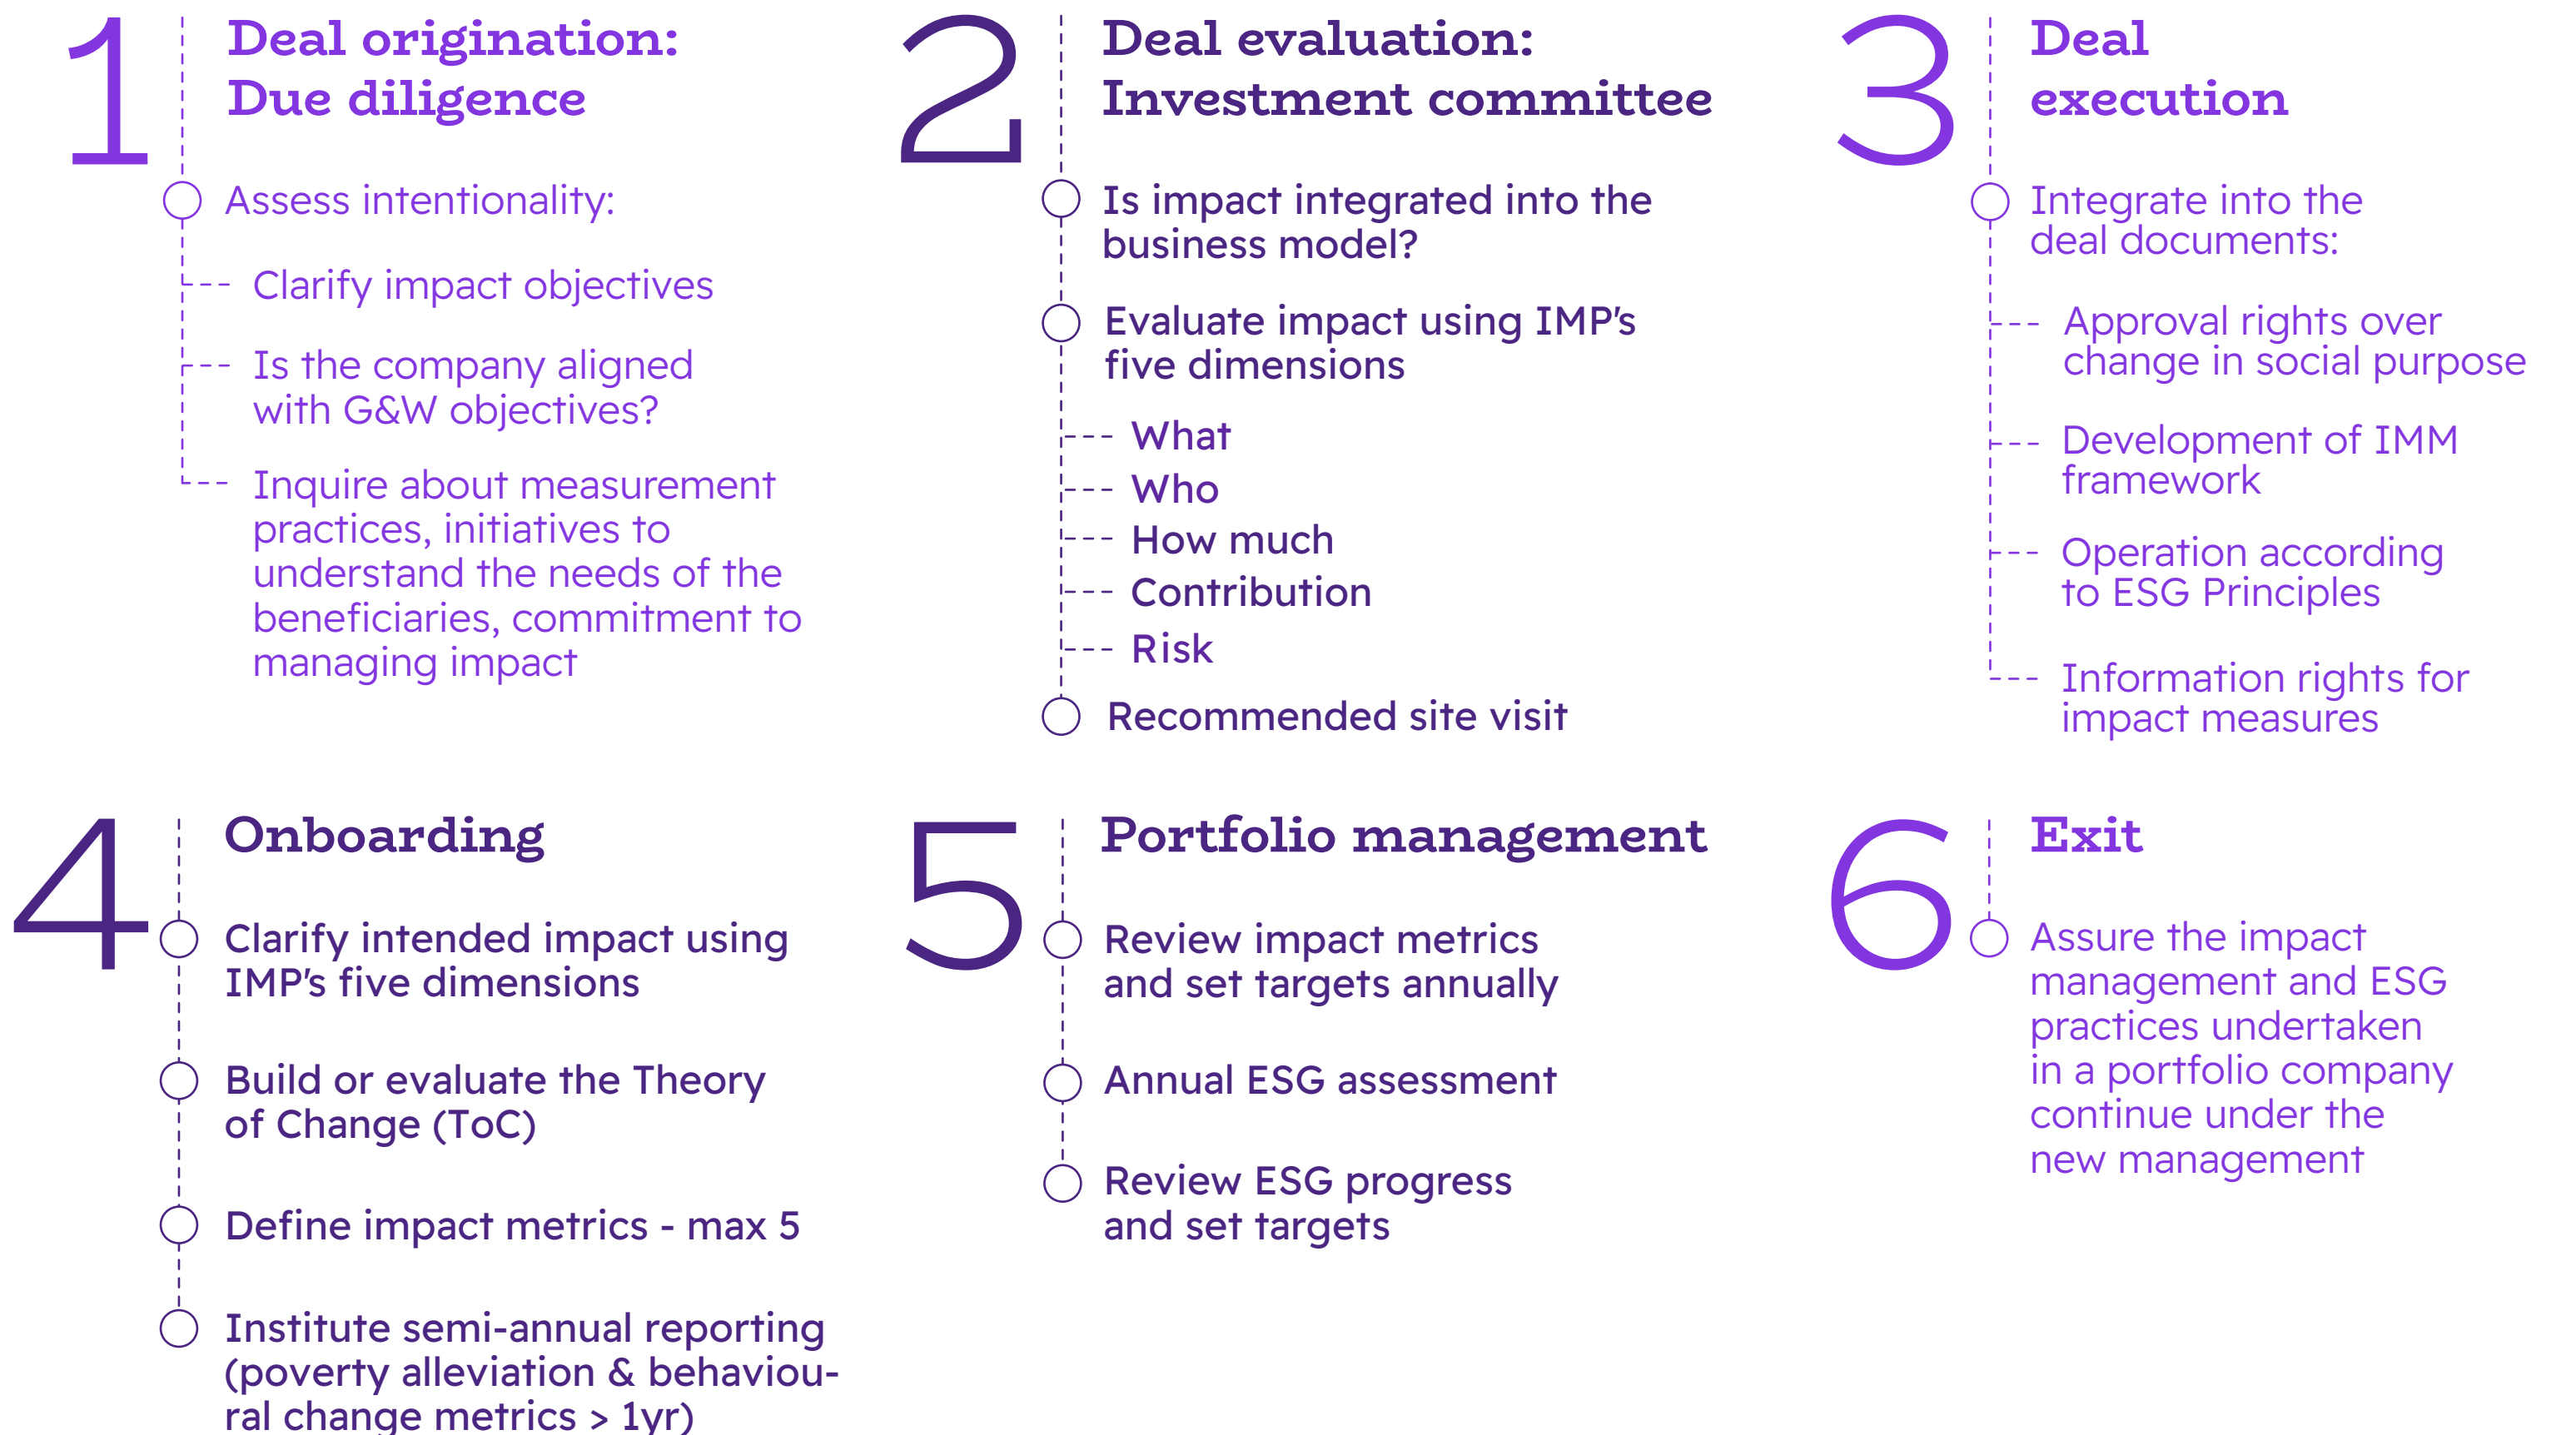 1
Deal origination:
Due diligence
Assess intentionality:
Clarify impact objectives
Is the company aligned
with G&W objectives?
Inquire about measurement
practices, initiatives to
understand the needs of the
beneficiaries, commitment to
managing impact
2
Deal evaluation:
Investment committee
Is impact integrated into the
business model?
Evaluate impact using IMP's
five dimensions
What
Who
How much
Contribution
Risk
Recommended site visit
3
Deal
execution
Integrate into the
deal documents:
Approval rights over
change in social purpose
Development of IMM
framework
Operation according
to ESG Principles
Information rights for
impact measures
4
Onboarding
Clarify intended impact using
IMP's five dimensions
Build or evaluate the Theory
of Change (ToC)
Define impact metrics - max 5
Institute semi-annual reporting
(poverty alleviation & behaviou-
ral change metrics > 1yr)
5
Portfolio management
Review impact metrics
and set targets annually
Annual ESG assessment
Review ESG progress
and set targets
6
Exit
Assure the impact
management and ESG
practices undertaken
in a portfolio company
continue under the
new management